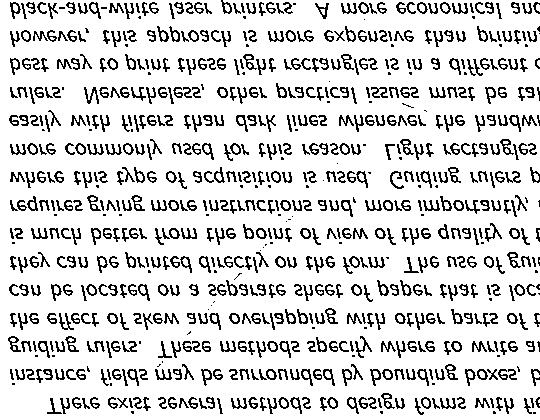 There exist several methods to design forms with
instance, fields may be surrounded by bounding boxes, b
guiding rulers. These methods specify where to write a
the effect of skew and overlapping with other parts of t
can be located on a separate sheet of paper that is loca
they can be printed directly on the form. The use of gui
is much better from the point of view of the quality of t
requires giving more instructions and, more importantly,
where this type of acquisition is used. Guiding rulers p
more commonly used for this reason. Light rectangles
easily with filters than dark lines whenever the handw
rulers. Nevertheless, other practical issues must be ta
best way to print these light rectangles is in a different
however, this approach is more expensive than printin
black-and-white laser printers. A more economical and